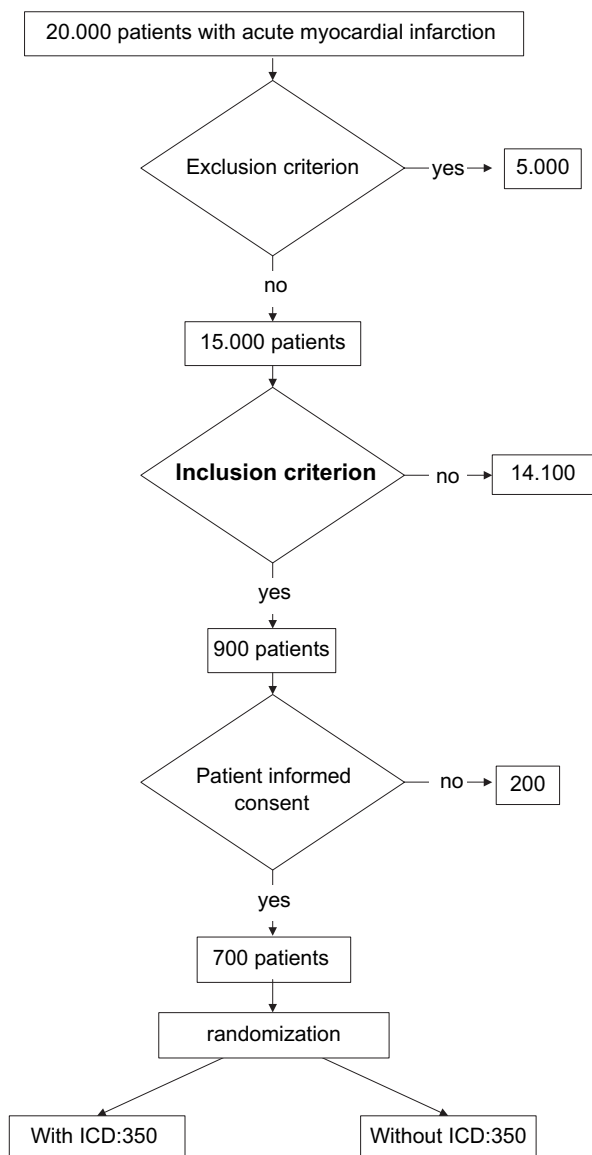 20.000 patients with acute myocardial infarction
Exclusion criterion
yes
5.000
no
15.000 patients
Inclusion criterion
no
14.100
yes
900 patients
Patient informed
consent
no
200
yes
700 patients
randomization
With ICD:350
Without ICD:350